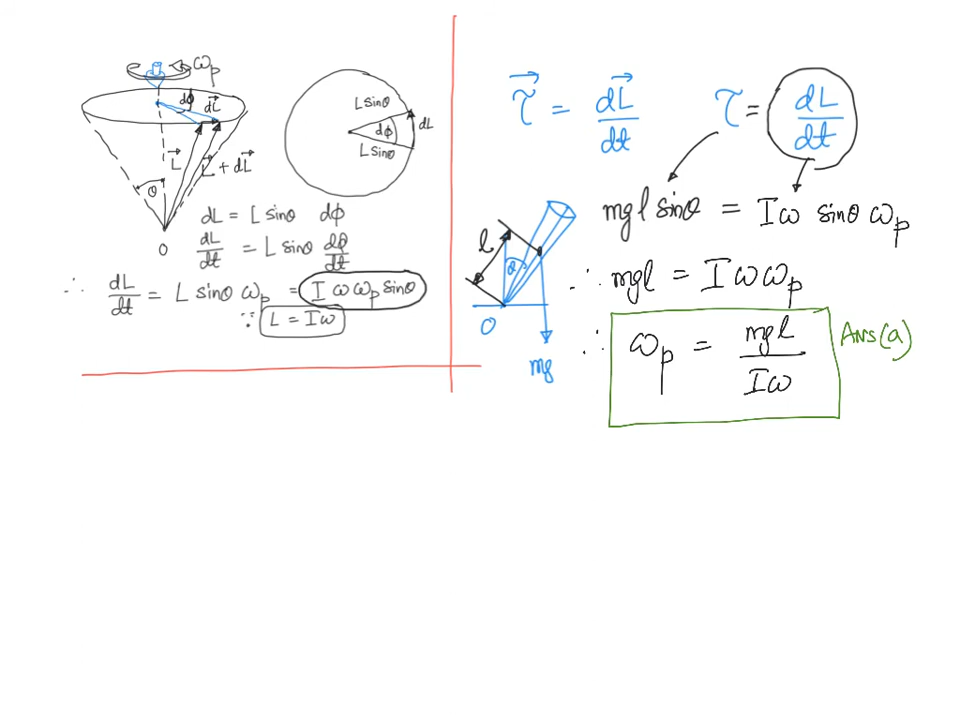 ωp
dϕ
dL⃗
L⃗
L⃗ + dL⃗
θ
O
L sinθ
dϕ
dL
L sinθ
dL = L sinθ dϕ
dL/dt = L sinθ dϕ/dt
∴ dL/dt = L sinθ ωp = I ω ωp sinθ
∵ L = Iω
τ⃗ = dL⃗/dt
τ = dL/dt
mgl sinθ = Iω sinθ ωp
l
θ
O
mg
∴ mgl = I ω ωp
∴ ωp = mgl/Iω
Ans(a)